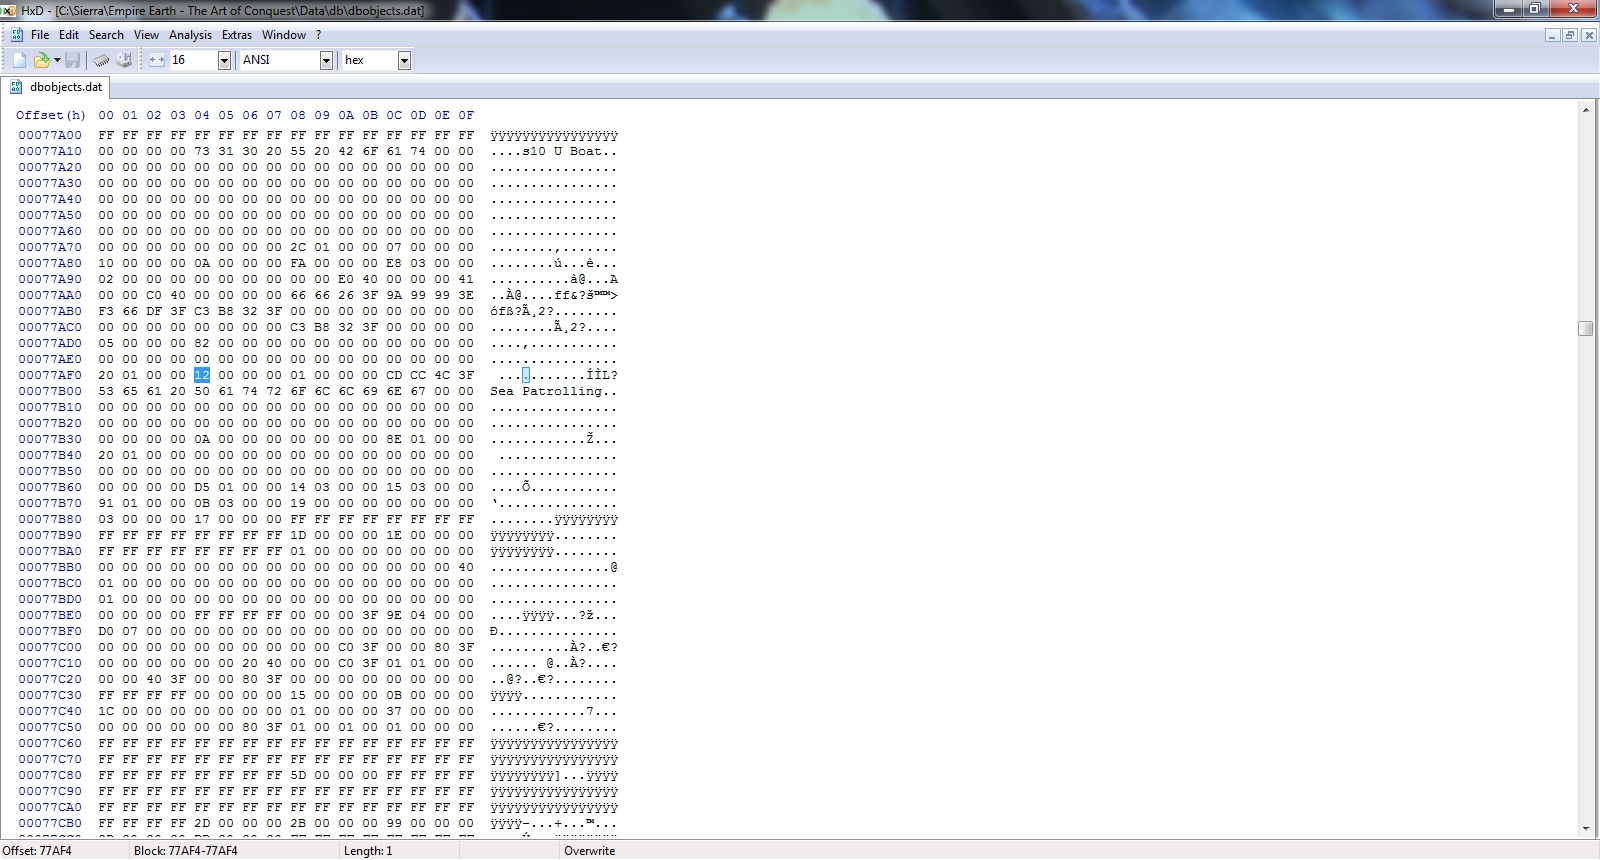 HxD - [C:\Sierra\Empire Earth - The Art of Conquest\Data\db\dbobjects.dat]
File Edit Search View Analysis Extras Window ?
16 ANSI hex
dbobjects.dat
Offset(h) 00 01 02 03 04 05 06 07 08 09 0A 0B 0C 0D 0E 0F
00077A00 FF FF FF FF FF FF FF FF FF FF FF FF FF FF FF FF ÿÿÿÿÿÿÿÿÿÿÿÿÿÿÿÿ
00077A10 00 00 00 00 73 31 30 20 55 20 42 6F 61 74 00 00 ....s10 U Boat..
00077A20 00 00 00 00 00 00 00 00 00 00 00 00 00 00 00 00 ................
00077A30 00 00 00 00 00 00 00 00 00 00 00 00 00 00 00 00 ................
00077A40 00 00 00 00 00 00 00 00 00 00 00 00 00 00 00 00 ................
00077A50 00 00 00 00 00 00 00 00 00 00 00 00 00 00 00 00 ................
00077A60 00 00 00 00 00 00 00 00 00 00 00 00 00 00 00 00 ................
00077A70 00 00 00 00 00 00 00 00 2C 01 00 00 07 00 00 00 ........,.......
00077A80 10 00 00 00 0A 00 00 00 FA 00 00 00 E8 03 00 00 ........ú...è...
00077A90 02 00 00 00 00 00 00 00 00 00 E0 40 00 00 00 41 ..........à@...A
00077AA0 00 00 C0 40 00 00 00 00 66 66 26 3F 9A 99 99 3E ..À@....ff&?š™™>
00077AB0 F3 66 DF 3F C3 B8 32 3F 00 00 00 00 00 00 00 00 ófß?Ã¸2?........
00077AC0 00 00 00 00 00 00 00 00 C3 B8 32 3F 00 00 00 00 ........Ã¸2?....
00077AD0 05 00 00 00 82 00 00 00 00 00 00 00 00 00 00 00 ....‚...........
00077AE0 00 00 00 00 00 00 00 00 00 00 00 00 00 00 00 00 ................
00077AF0 20 01 00 00 12 00 00 00 01 00 00 00 CD CC 4C 3F  ...........ÍÌL?
00077B00 53 65 61 20 50 61 74 72 6F 6C 6C 69 6E 67 00 00 Sea Patrolling..
00077B10 00 00 00 00 00 00 00 00 00 00 00 00 00 00 00 00 ................
00077B20 00 00 00 00 00 00 00 00 00 00 00 00 00 00 00 00 ................
00077B30 00 00 00 00 0A 00 00 00 00 00 00 00 8E 01 00 00 ............Ž...
00077B40 20 01 00 00 00 00 00 00 00 00 00 00 00 00 00 00  ...............
00077B50 00 00 00 00 00 00 00 00 00 00 00 00 00 00 00 00 ................
00077B60 00 00 00 00 D5 01 00 00 14 03 00 00 15 03 00 00 ....Õ...........
00077B70 91 01 00 00 0B 03 00 00 19 00 00 00 00 00 00 00 ‘...............
00077B80 03 00 00 00 17 00 00 00 FF FF FF FF FF FF FF FF ........ÿÿÿÿÿÿÿÿ
00077B90 FF FF FF FF FF FF FF FF 1D 00 00 00 1E 00 00 00 ÿÿÿÿÿÿÿÿ........
00077BA0 FF FF FF FF FF FF FF FF 01 00 00 00 00 00 00 00 ÿÿÿÿÿÿÿÿ........
00077BB0 00 00 00 00 00 00 00 00 00 00 00 00 00 00 00 40 ...............@
00077BC0 01 00 00 00 00 00 00 00 00 00 00 00 00 00 00 00 ................
00077BD0 01 00 00 00 00 00 00 00 00 00 00 00 00 00 00 00 ................
00077BE0 00 00 00 00 FF FF FF FF 00 00 00 3F 9E 04 00 00 ....ÿÿÿÿ...?ž...
00077BF0 D0 07 00 00 00 00 00 00 00 00 00 00 00 00 00 00 Ð...............
00077C00 00 00 00 00 00 00 00 00 00 00 C0 3F 00 00 80 3F ..........À?..€?
00077C10 00 00 00 00 00 00 20 40 00 00 C0 3F 01 01 00 00 ...... @..À?....
00077C20 00 00 40 3F 00 00 80 3F 00 00 00 00 00 00 00 00 ..@?..€?........
00077C30 FF FF FF FF 00 00 00 00 15 00 00 00 0B 00 00 00 ÿÿÿÿ............
00077C40 1C 00 00 00 00 00 00 00 01 00 00 00 37 00 00 00 ............7...
00077C50 00 00 00 00 00 00 80 3F 01 00 01 00 01 00 00 00 ......€?........
00077C60 FF FF FF FF FF FF FF FF FF FF FF FF FF FF FF FF ÿÿÿÿÿÿÿÿÿÿÿÿÿÿÿÿ
00077C70 FF FF FF FF FF FF FF FF FF FF FF FF FF FF FF FF ÿÿÿÿÿÿÿÿÿÿÿÿÿÿÿÿ
00077C80 FF FF FF FF FF FF FF FF 5D 00 00 00 FF FF FF FF ÿÿÿÿÿÿÿÿ]...ÿÿÿÿ
00077C90 FF FF FF FF FF FF FF FF FF FF FF FF FF FF FF FF ÿÿÿÿÿÿÿÿÿÿÿÿÿÿÿÿ
00077CA0 FF FF FF FF FF FF FF FF FF FF FF FF FF FF FF FF ÿÿÿÿÿÿÿÿÿÿÿÿÿÿÿÿ
00077CB0 FF FF FF FF 2D 00 00 00 2B 00 00 00 99 00 00 00 ÿÿÿÿ-...+...™...
Offset: 77AF4 Block: 77AF4-77AF4 Length: 1 Overwrite